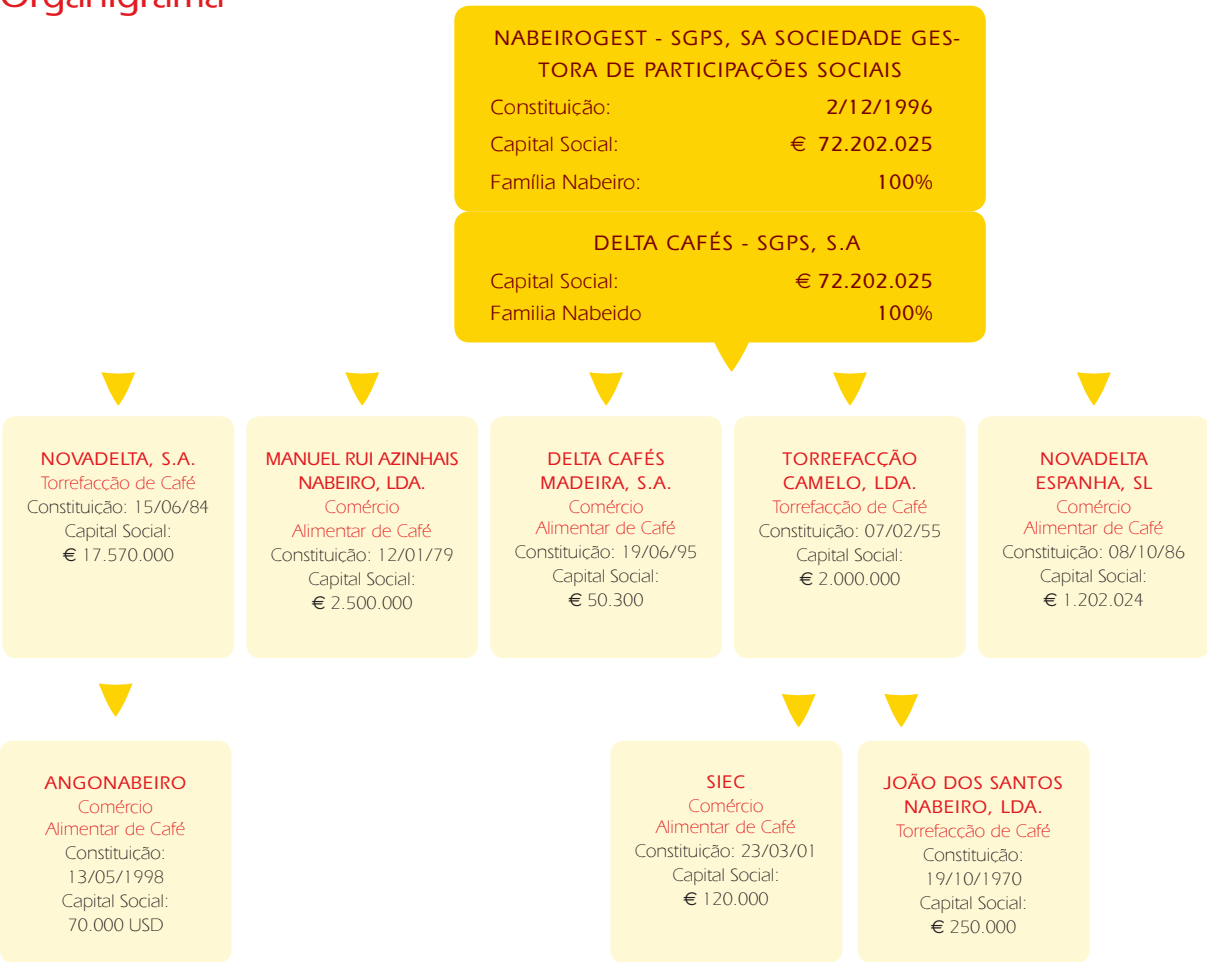 Organigrama
NABEIROGEST - SGPS, SA SOCIEDADE GES-
TORA DE PARTICIPAÇÕES SOCIAIS
Constituição: 2/12/1996
Capital Social: € 72.202.025
Família Nabeiro: 100%
DELTA CAFÉS - SGPS, S.A
Capital Social: € 72.202.025
Familia Nabeido 100%
NOVADELTA, S.A.
Torrefacção de Café
Constituição: 15/06/84
Capital Social:
€ 17.570.000
MANUEL RUI AZINHAIS
NABEIRO, LDA.
Comércio
Alimentar de Café
Constituição: 12/01/79
Capital Social:
€ 2.500.000
DELTA CAFÉS
MADEIRA, S.A.
Comércio
Alimentar de Café
Constituição: 19/06/95
Capital Social:
€ 50.300
TORREFACÇÃO
CAMELO, LDA.
Torrefacção de Café
Constituição: 07/02/55
Capital Social:
€ 2.000.000
NOVADELTA
ESPANHA, SL
Comércio
Alimentar de Café
Constituição: 08/10/86
Capital Social:
€ 1.202.024
ANGONABEIRO
Comércio
Alimentar de Café
Constituição:
13/05/1998
Capital Social:
70.000 USD
SIEC
Comércio
Alimentar de Café
Constituição: 23/03/01
Capital Social:
€ 120.000
JOÃO DOS SANTOS
NABEIRO, LDA.
Torrefacção de Café
Constituição:
19/10/1970
Capital Social:
€ 250.000